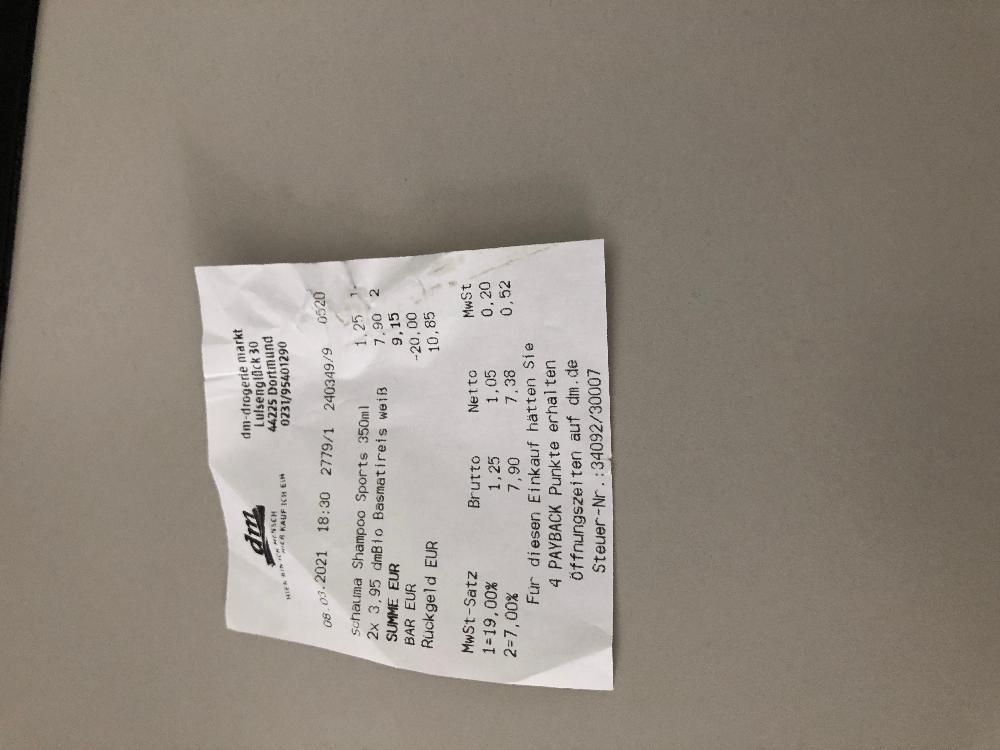 dm
HIER BIN ICH MENSCH
HIER KAUF ICH EIN
dm-drogerie markt
Luisenglück 30
44225 Dortmund
0231/95401290
08.03.2021 18:30 2779/1 240349/9 0520
Schauma Shampoo Sports 350ml 1,25 1
2x 3,95 dmBio Basmatireis weiß 7,90 2
SUMME EUR 9,15
BAR EUR -20,00
Rückgeld EUR 10,85
MwSt-Satz Brutto Netto MwSt
1=19,00% 1,25 1,05 0,20
2=7,00% 7,90 7,38 0,52
Für diesen Einkauf hätten Sie
4 PAYBACK Punkte erhalten
Öffnungszeiten auf dm.de
Steuer-Nr.:34092/30007